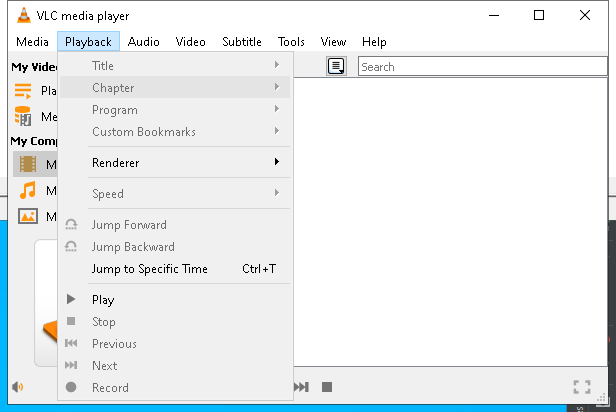 VLC media player
Media Playback Audio Video Subtitle Tools View Help
My Vide
Search
Pla
Me
My Comp
M
M
M
Title
Chapter
Program
Custom Bookmarks
Renderer
Speed
Jump Forward
Jump Backward
Jump to Specific Time Ctrl+T
Play
Stop
Previous
Next
Record